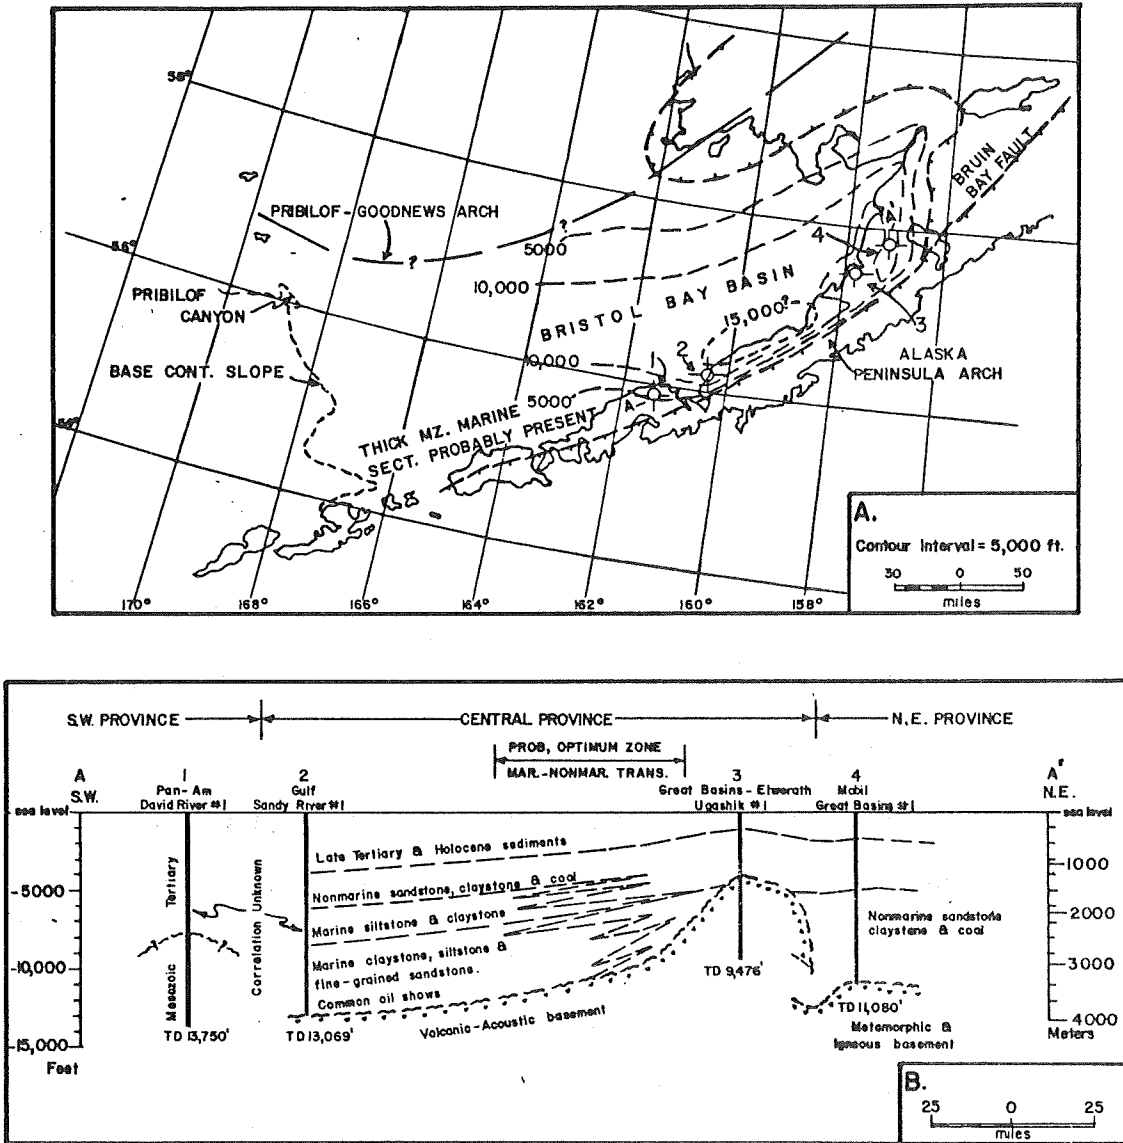 58°
PRIBILOF-GOODNEWS ARCH
?
?
5000
56°
10,000
PRIBILOF
CANYON
BRISTOL BAY BASIN
15,000?
BRUIN
BAY FAULT
A'
4
3
BASE CONT. SLOPE
10,000
1
2
ALASKA
PENINSULA ARCH
5000
A
THICK MZ. MARINE
SECT. PROBABLY PRESENT
170°
168°
166°
164°
162°
160°
158°
A.
Contour Interval = 5,000 ft.
30 0 50
miles
S.W. PROVINCE
CENTRAL PROVINCE
N.E. PROVINCE
PROB. OPTIMUM ZONE
MAR.-NONMAR. TRANS.
A
S.W.
1
Pan-Am
David River #1
2
Gulf
Sandy River #1
3
Great Basins - Elwerath
Ugashik #1
4
Mobil
Great Basins #1
A'
N.E.
sea level
sea level
Late Tertiary & Holocene sediments
1000
-5000
Nonmarine sandstone, claystone & coal
Tertiary
Correlation Unknown
Marine siltstone & claystone
2000
Nonmarine sandstone
claystone & coal
Marine claystone, siltstone &
fine-grained sandstone.
Common oil shows
-10,000
Mesozoic
3000
TD 9,476'
TD 13,750'
TD 13,069'
Volcanic-Acoustic basement
TD 11,080'
4000
Meters
Metamorphic &
Igneous basement
-15,000
Feet
B.
25 0 25
miles